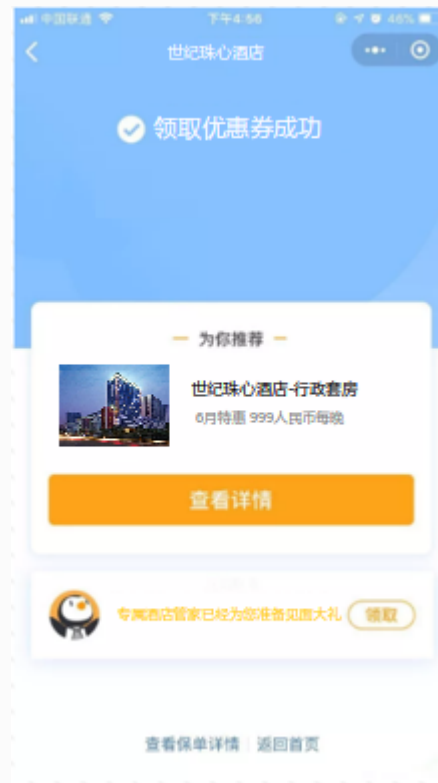 中国联通 下午4:56 46%
世纪珠心酒店
领取优惠券成功
为你推荐
世纪珠心酒店-行政套房
6月特惠 999人民币每晚
查看详情
专属酒店管家已经为您准备见面大礼 领取
查看保单详情 返回首页